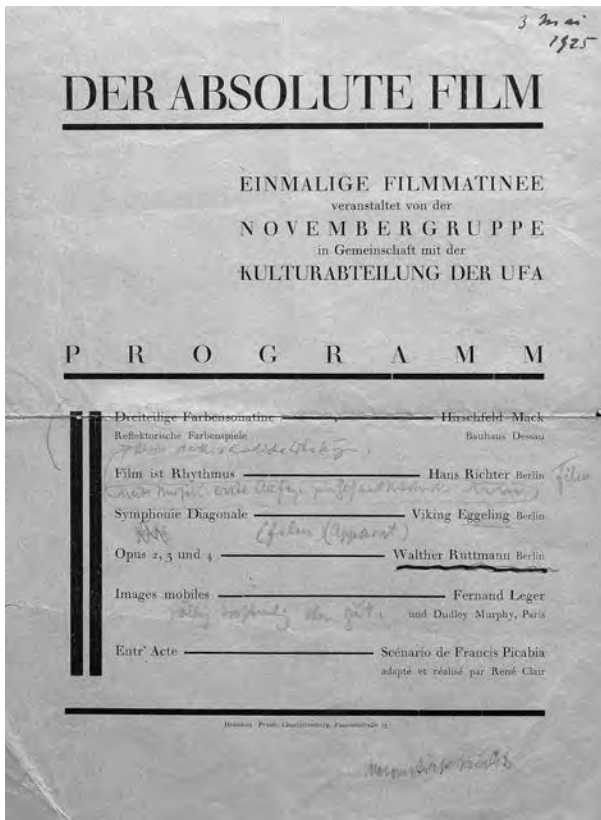 3 Mai
1925
DER ABSOLUTE FILM
EINMALIGE FILMMATINEE
veranstaltet von der
NOVEMBERGRUPPE
in Gemeinschaft mit der
KULTURABTEILUNG DER UFA
PROGRAMM
Dreiteilige Farbensonatine Hirschfeld-Mack
Reflektorische Farbenspiele Bauhaus Dessau
Film ist Rhythmus Hans Richter Berlin film
Symphonie Diagonale Viking Eggeling Berlin
(film (Apparat)
Opus 2, 3 und 4 Walther Ruttmann Berlin
Images mobiles Fernand Leger
und Dudley Murphy, Paris
Entr' Acte Scénario de Francis Picabia
adapté et réalisé par René Clair